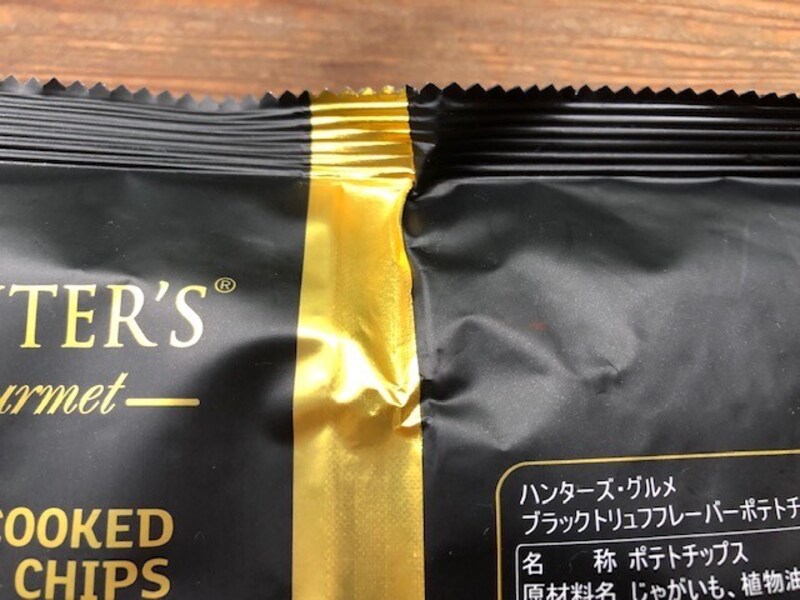 TER'S®
urmet
COOKED
CHIPS
ハンターズ・グルメ
ブラックトリュフフレーバーポテトチ
名 称 ポテトチップス
原材料名 じゃがいも、植物油